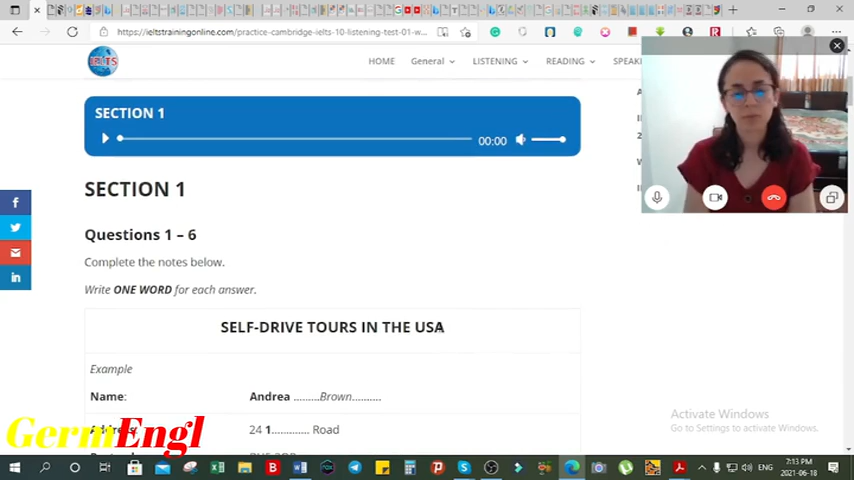 https://ieltstrainingonline.com/practice-cambridge-ielts-10-listening-test-01-w...
IELTS
HOME General LISTENING READING SPEAKI
SECTION 1
00:00
SECTION 1
Questions 1 – 6
Complete the notes below.
Write ONE WORD for each answer.
SELF-DRIVE TOURS IN THE USA
Example
Name: Andrea .........Brown..........
Address: 24 1............. Road
Activate Windows
Go to Settings to activate Windows.
GermEngl
ENG
7:13 PM
2021-06-18